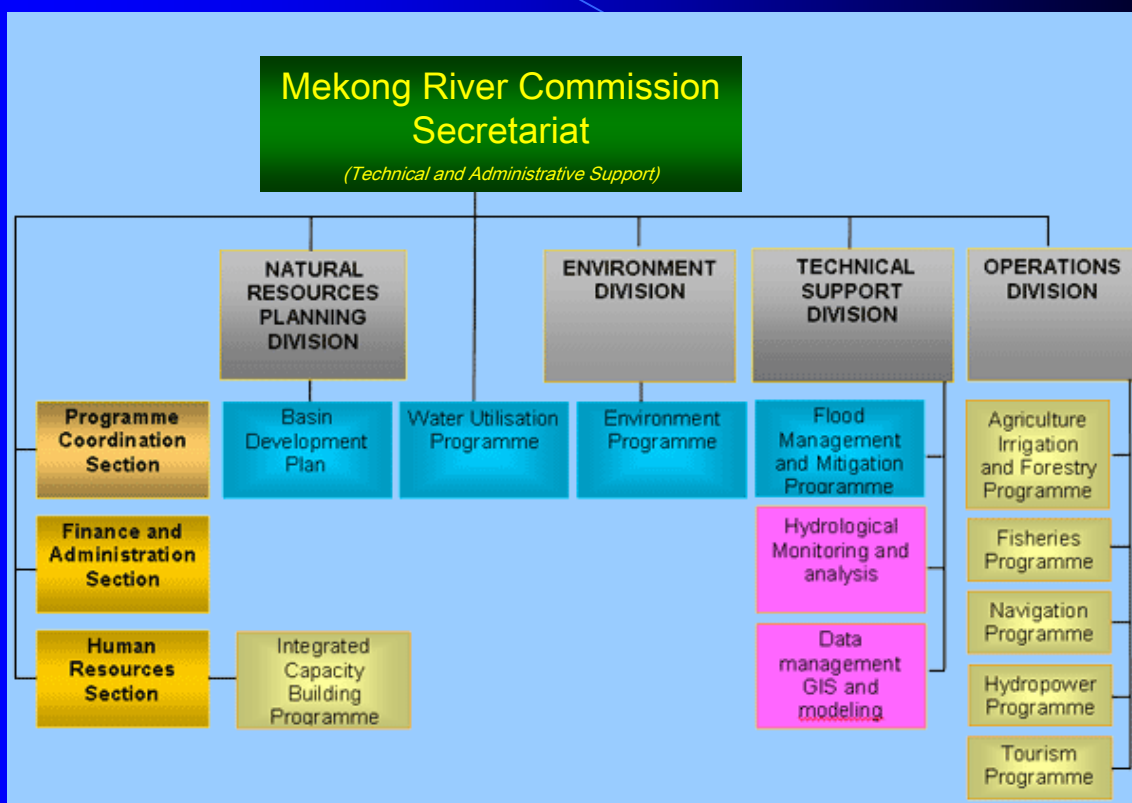 Mekong River Commission
Secretariat
(Technical and Administrative Support)
NATURAL
RESOURCES
PLANNING
DIVISION
ENVIRONMENT
DIVISION
TECHNICAL
SUPPORT
DIVISION
OPERATIONS
DIVISION
Programme
Coordination
Section
Basin
Development
Plan
Water Utilisation
Programme
Environment
Programme
Flood
Management
and Mitigation
Programme
Agriculture
Irrigation
and Forestry
Programme
Finance and
Administration
Section
Hydrological
Monitoring and
analysis
Fisheries
Programme
Navigation
Programme
Human
Resources
Section
Integrated
Capacity
Building
Programme
Data
management
GIS and
modeling
Hydropower
Programme
Tourism
Programme